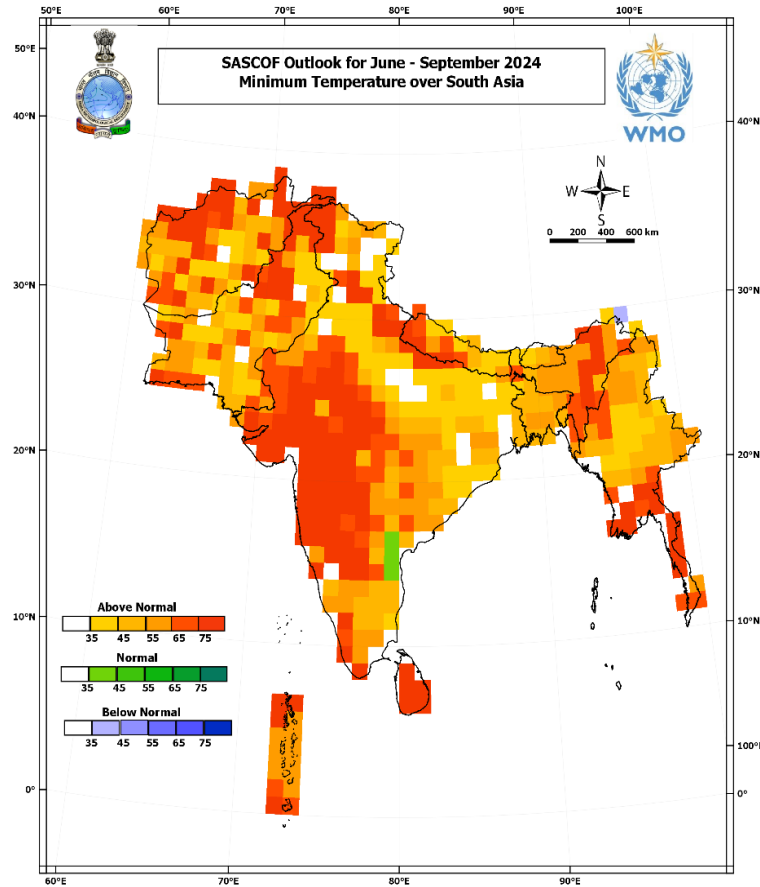 50°E 70°E 80°E 90°E 100°E
50°N
SASCOF Outlook for June - September 2024
Minimum Temperature over South Asia
WMO
40°N 40°N
N
W E
S
0 200 400 600 km
30°N 30°N
20°N 20°N
10°N 10°N
Above Normal
35 45 55 65 75
Normal
35 45 55 65 75
Below Normal
35 45 55 65 75
100°E
0° 0°
60°E 70°E 80°E 90°E